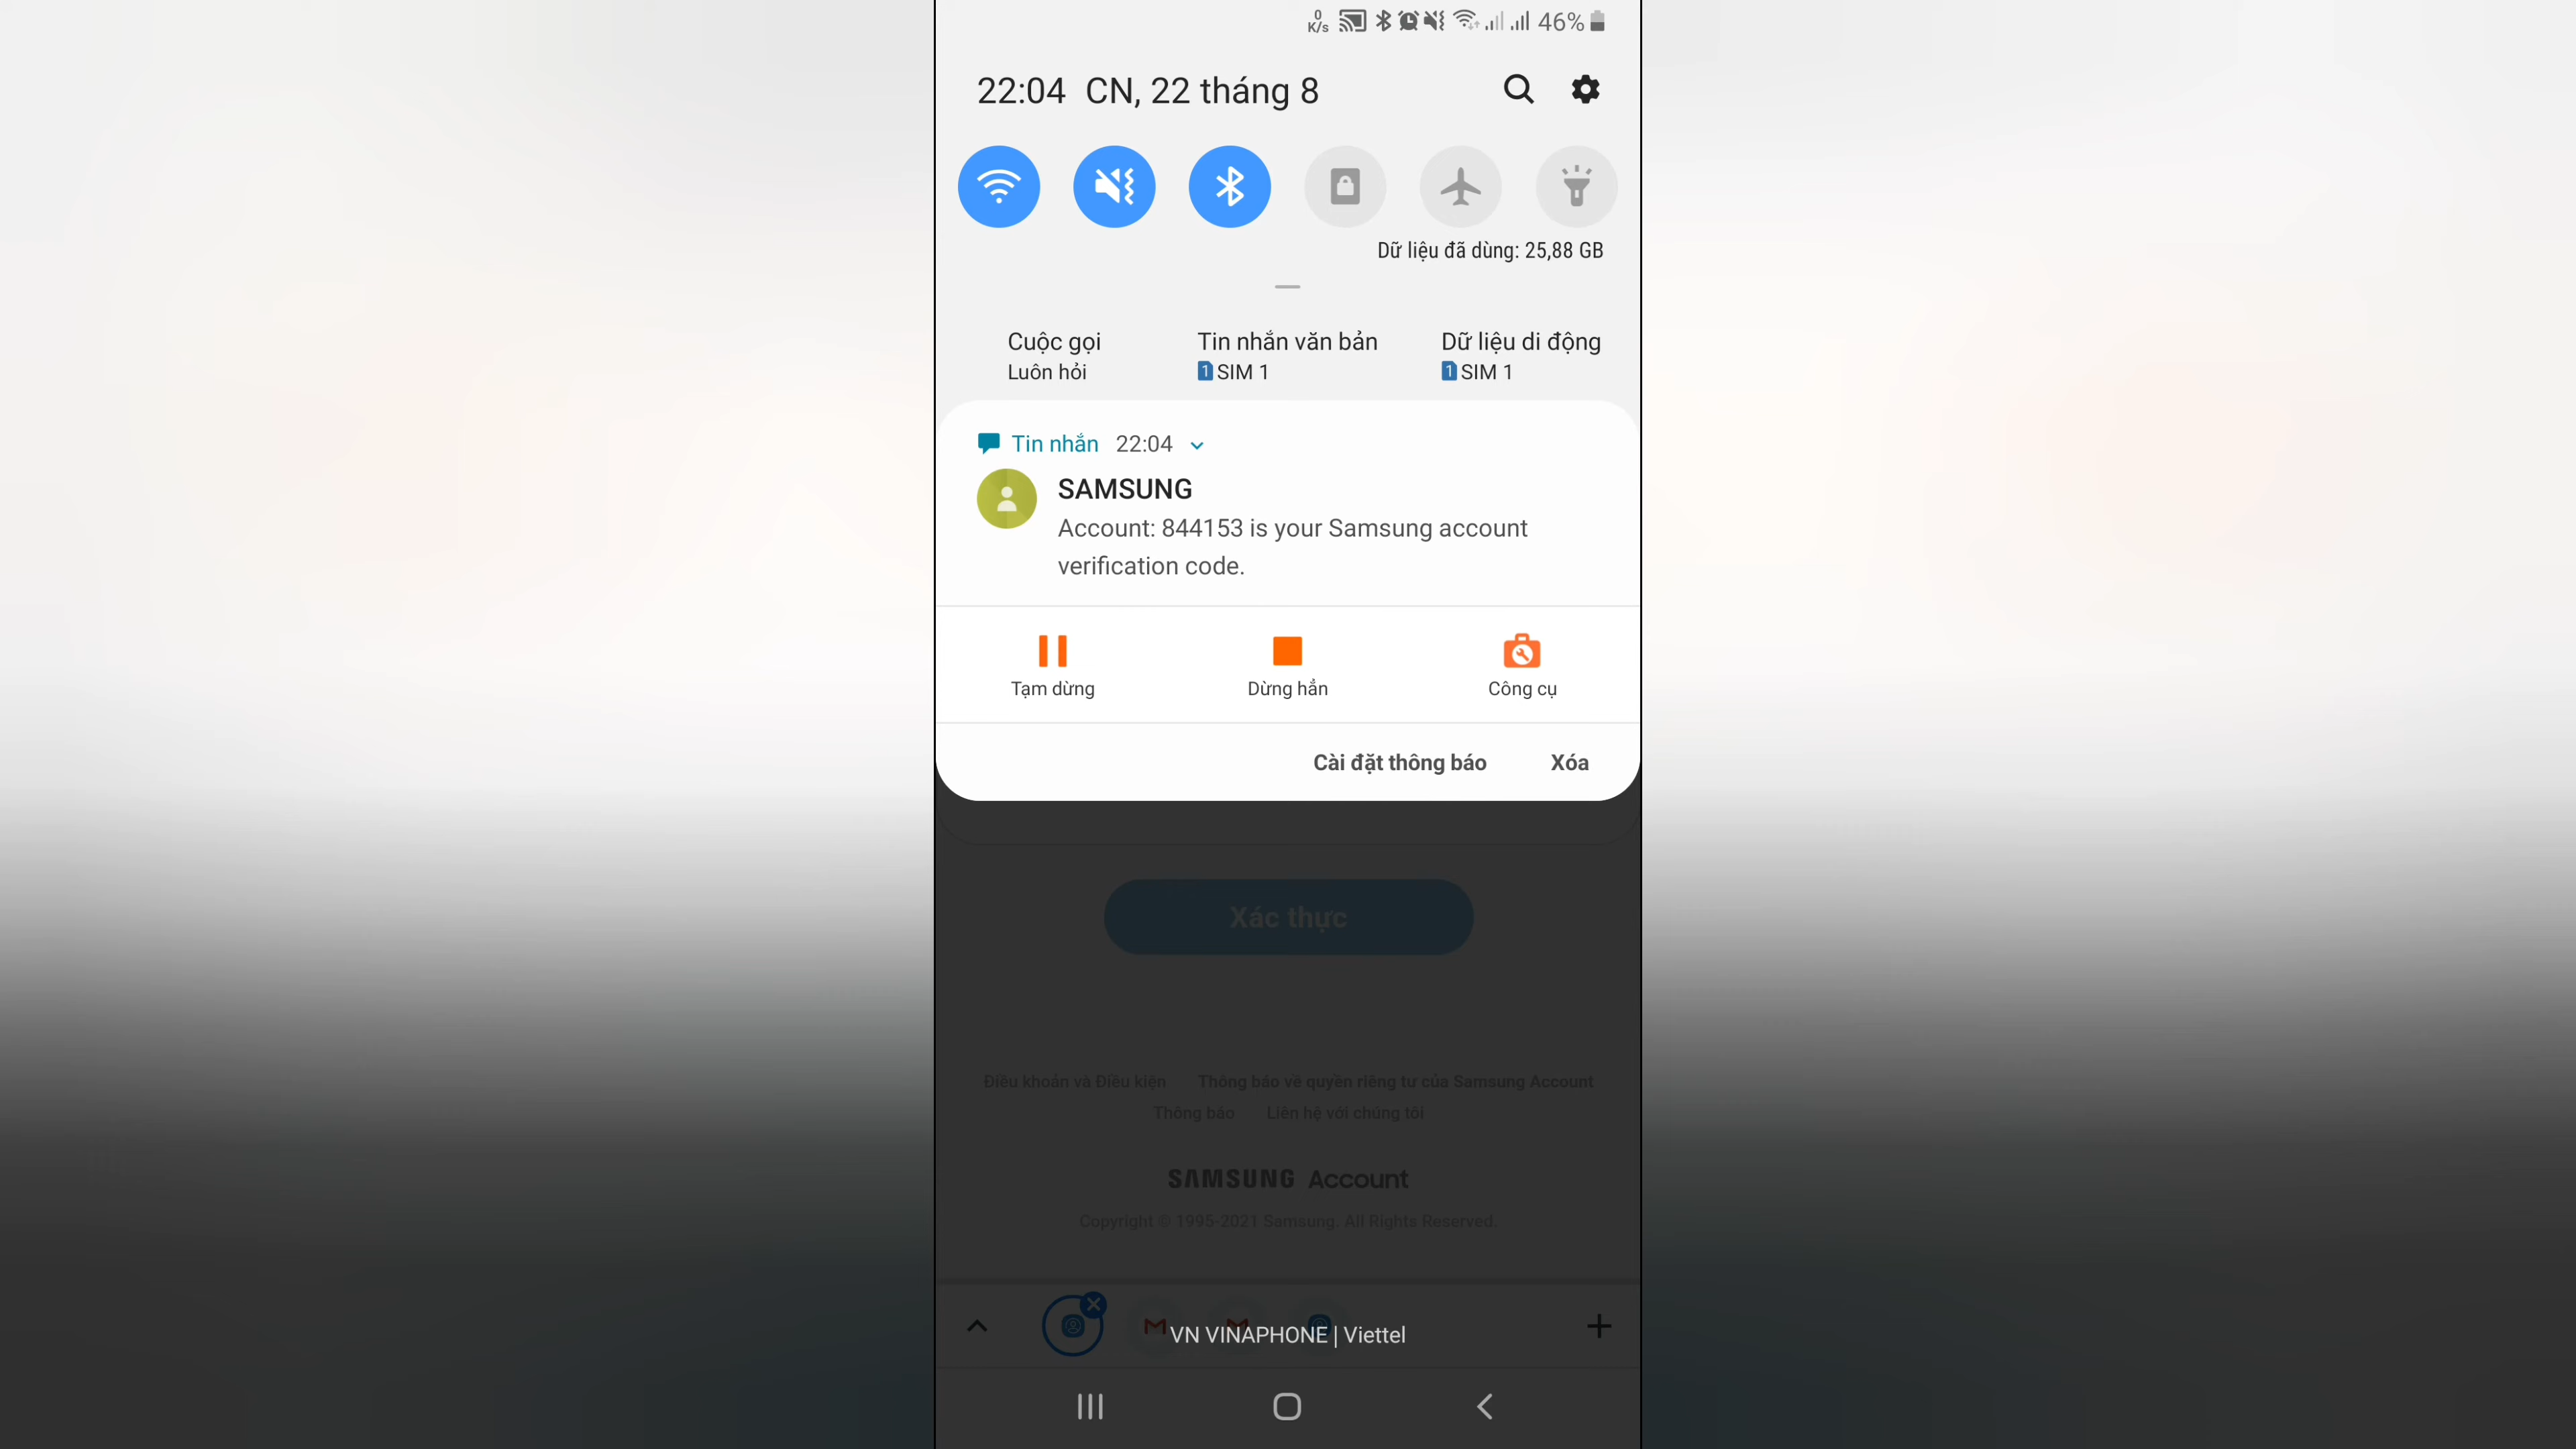 0
K/s
46%
22:04 CN, 22 tháng 8
Dữ liệu đã dùng: 25,88 GB
Cuộc gọi
Luôn hỏi
Tin nhắn văn bản
1 SIM 1
Dữ liệu di động
1 SIM 1
Tin nhắn 22:04
SAMSUNG
Account: 844153 is your Samsung account
verification code.
Tạm dừng
Dừng hẳn
Công cụ
Cài đặt thông báo
Xóa
Xác thực
Điều khoản và Điều kiện Thông báo về quyền riêng tư của Samsung Account
Thông báo Liên hệ với chúng tôi
SAMSUNG Account
Copyright © 1995-2021 Samsung. All Rights Reserved.
VN VINAPHONE | Viettel